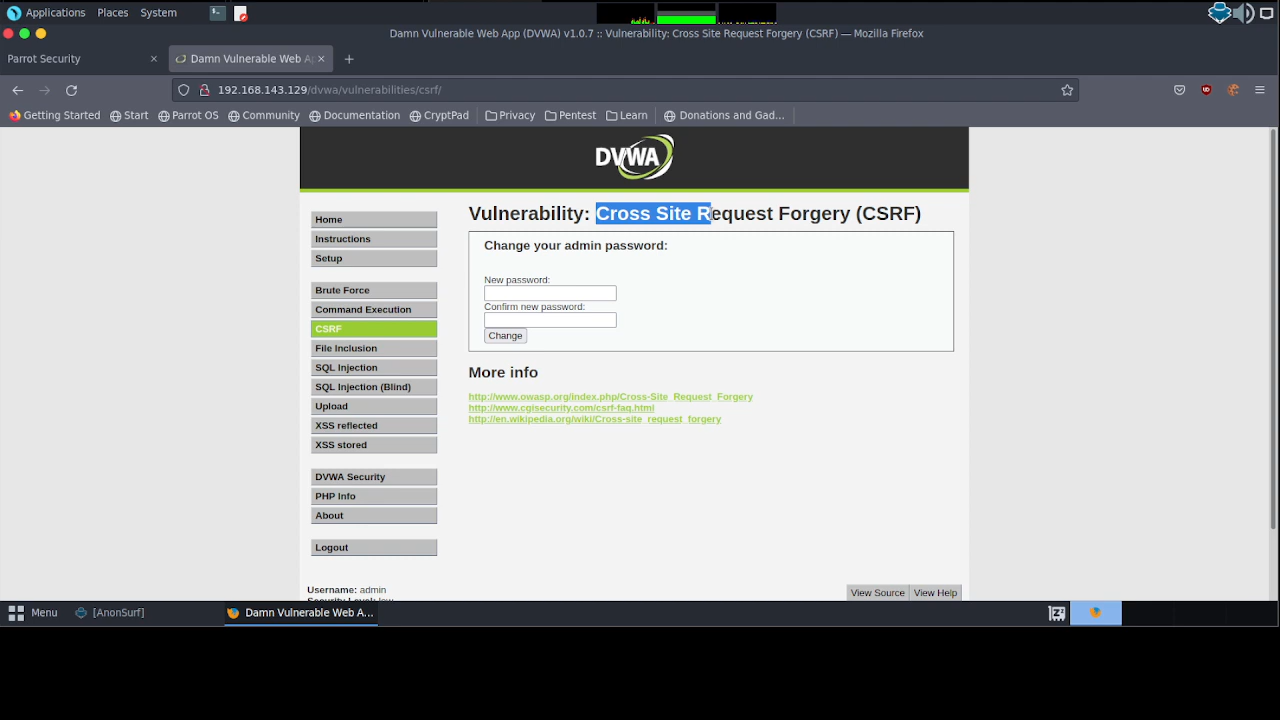 Applications Places System
Damn Vulnerable Web App (DVWA) v1.0.7 :: Vulnerability: Cross Site Request Forgery (CSRF) — Mozilla Firefox
Parrot Security × Damn Vulnerable Web Ap × +
192.168.143.129/dvwa/vulnerabilities/csrf/
Getting Started Start Parrot OS Community Documentation CryptPad Privacy Pentest Learn Donations and Gad...
DVWA
Vulnerability: Cross Site Request Forgery (CSRF)
Home
Instructions
Setup
Brute Force
Command Execution
CSRF
File Inclusion
SQL Injection
SQL Injection (Blind)
Upload
XSS reflected
XSS stored
DVWA Security
PHP Info
About
Logout
Change your admin password:
New password:
Confirm new password:
Change
More info
http://www.owasp.org/index.php/Cross-Site_Request_Forgery
http://www.cgisecurity.com/csrf-faq.html
http://en.wikipedia.org/wiki/Cross-site_request_forgery
Username: admin
Security Level: low
View Source View Help
Menu [AnonSurf] Damn Vulnerable Web A...